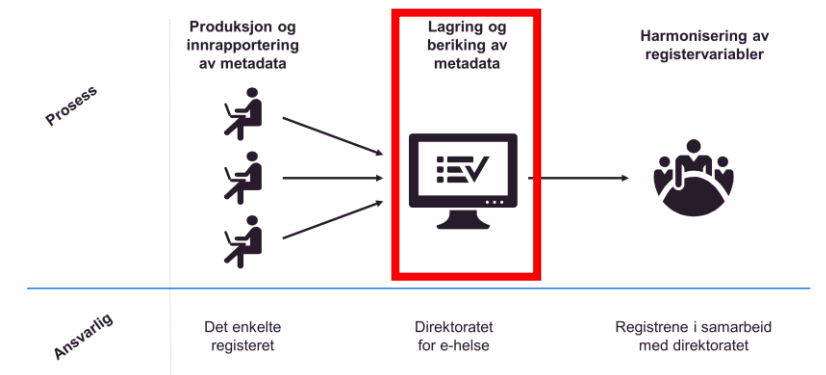 Prosess
Produksjon og
innrapportering
av metadata
Lagring og
beriking av
metadata
Harmonisering av
registervariabler
Ansvarlig
Det enkelte
registeret
Direktoratet
for e-helse
Registrene i samarbeid
med direktoratet